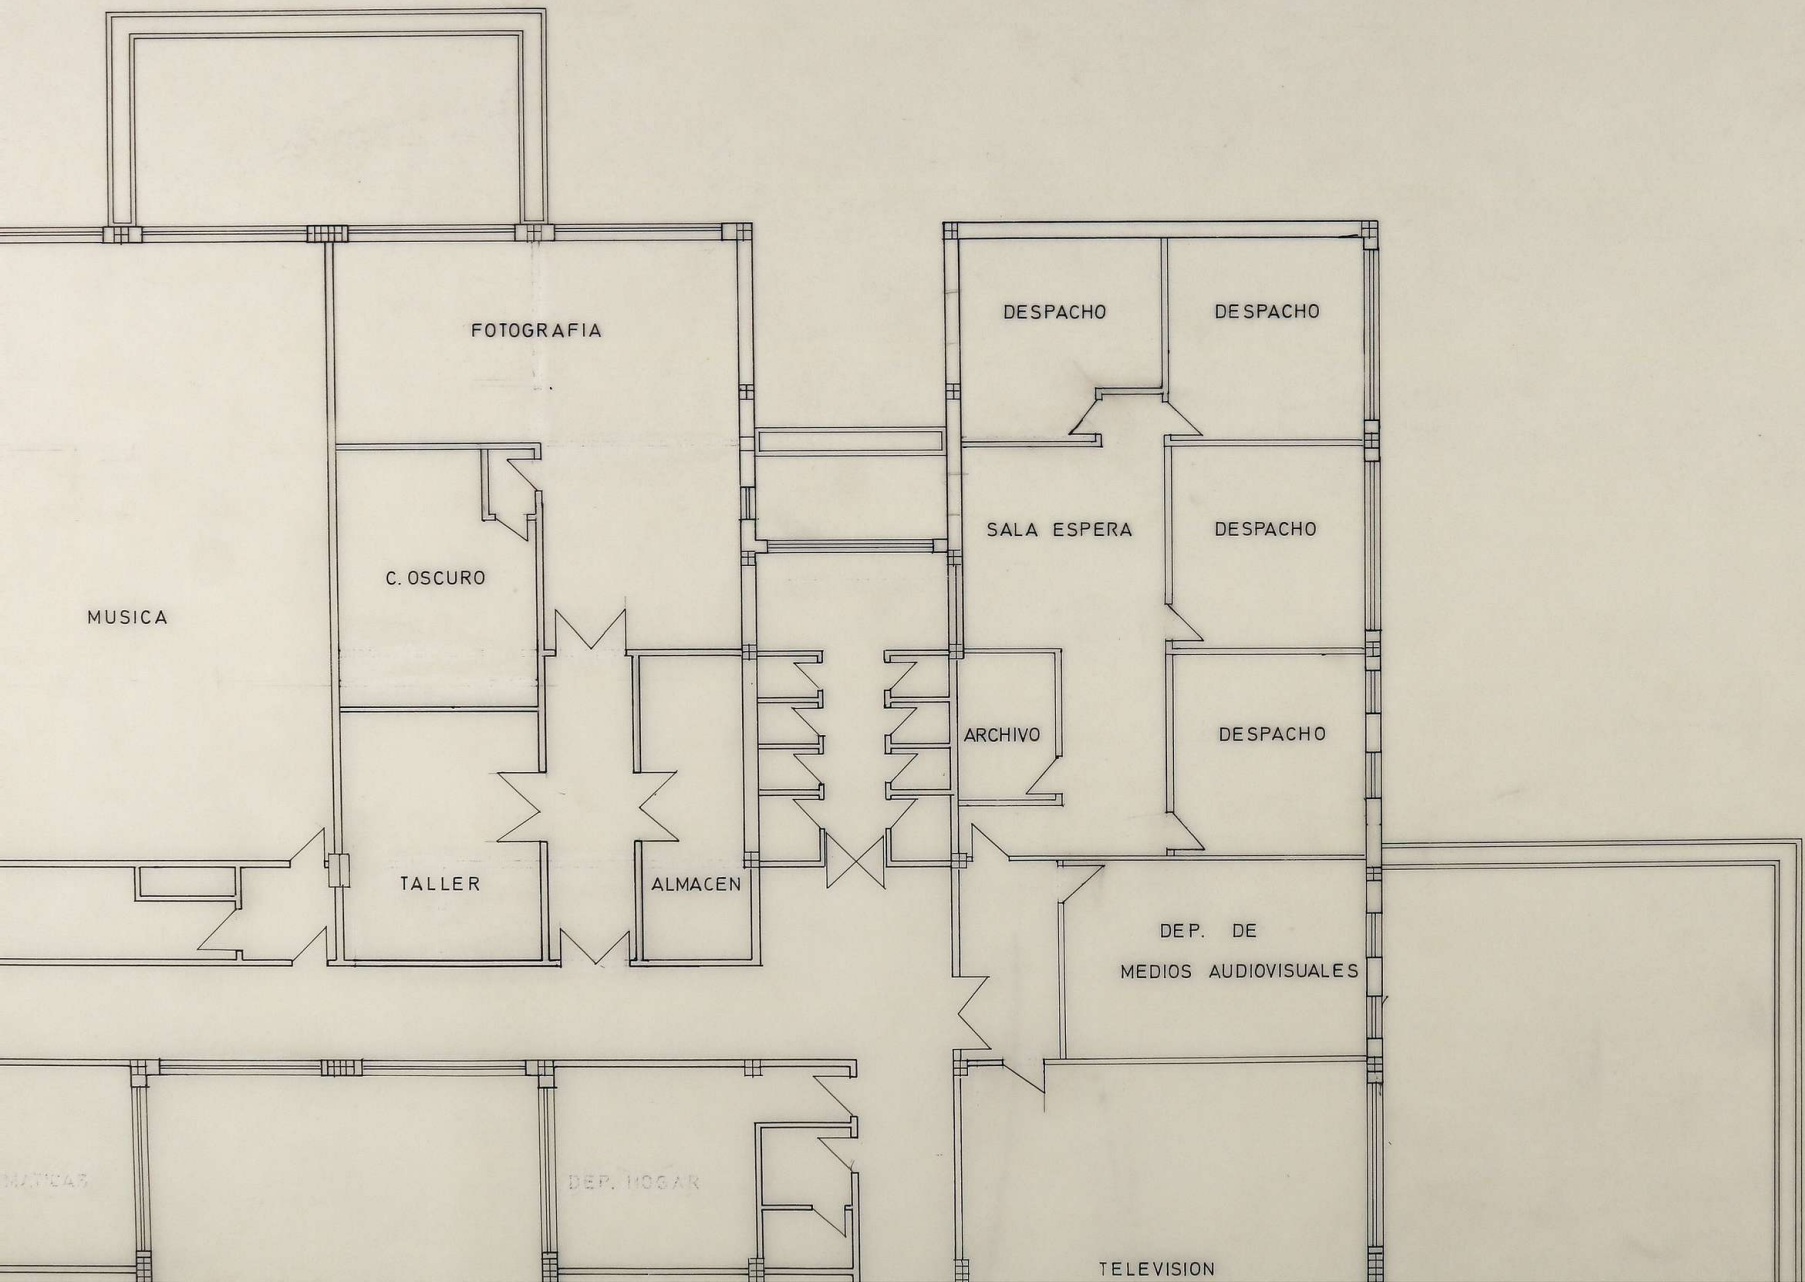 DESPACHO
DESPACHO
FOTOGRAFIA
SALA ESPERA
DESPACHO
C. OSCURO
MUSICA
ARCHIVO
DESPACHO
TALLER
ALMACEN
DEP. DE
MEDIOS AUDIOVISUALES
DEP. HOGAR
TELEVISION